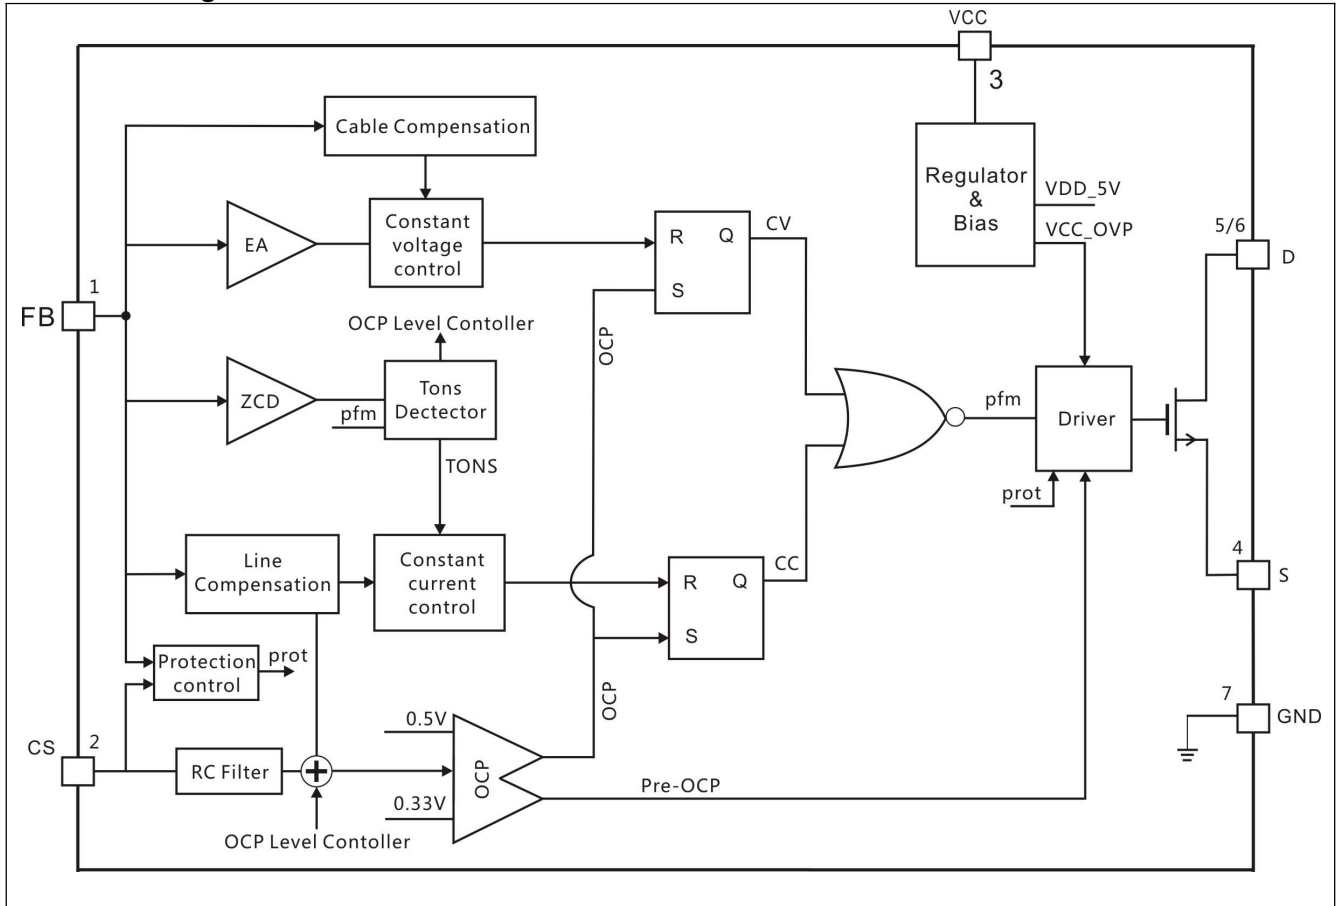 VCC
3
Cable Compensation
Regulator
&
Bias
VDD_5V
VCC_OVP
5/6
D
EA
Constant
voltage
control
R
Q
S
CV
1
FB
OCP Level Contoller
OCP
ZCD
pfm
Tons
Dectector
TONS
pfm
Driver
prot
Line
Compensation
Constant
current
control
R
Q
S
CC
4
S
Protection
control
prot
OCP
7
GND
CS
2
RC Filter
+
0.5V
OCP
0.33V
Pre-OCP
OCP Level Contoller